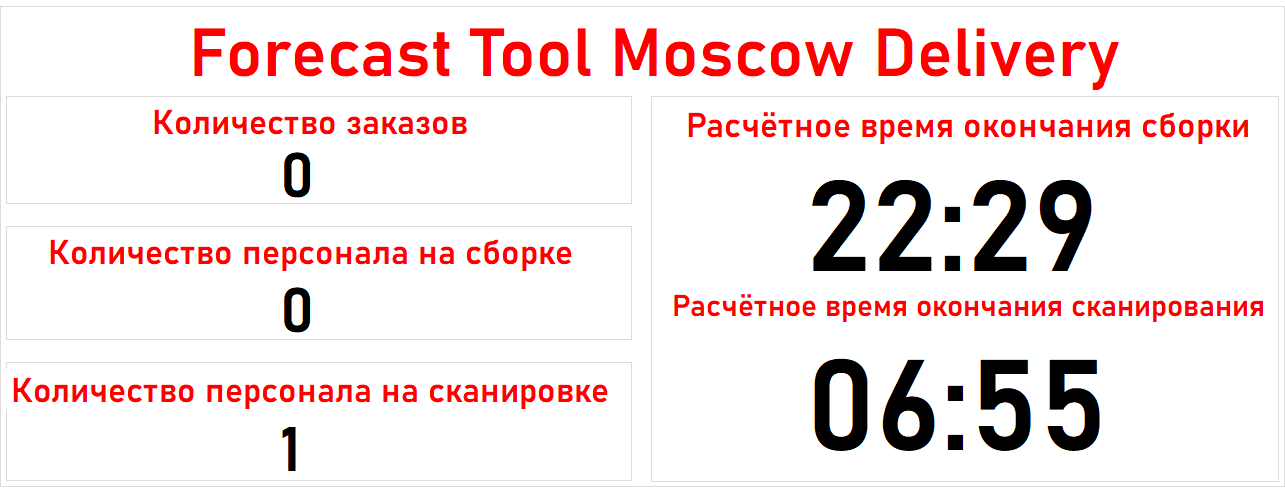 Forecast Tool Moscow Delivery
Количество заказов
0
Количество персонала на сборке
0
Количество персонала на сканировке
1
Расчётное время окончания сборки
22:29
Расчётное время окончания сканирования
06:55